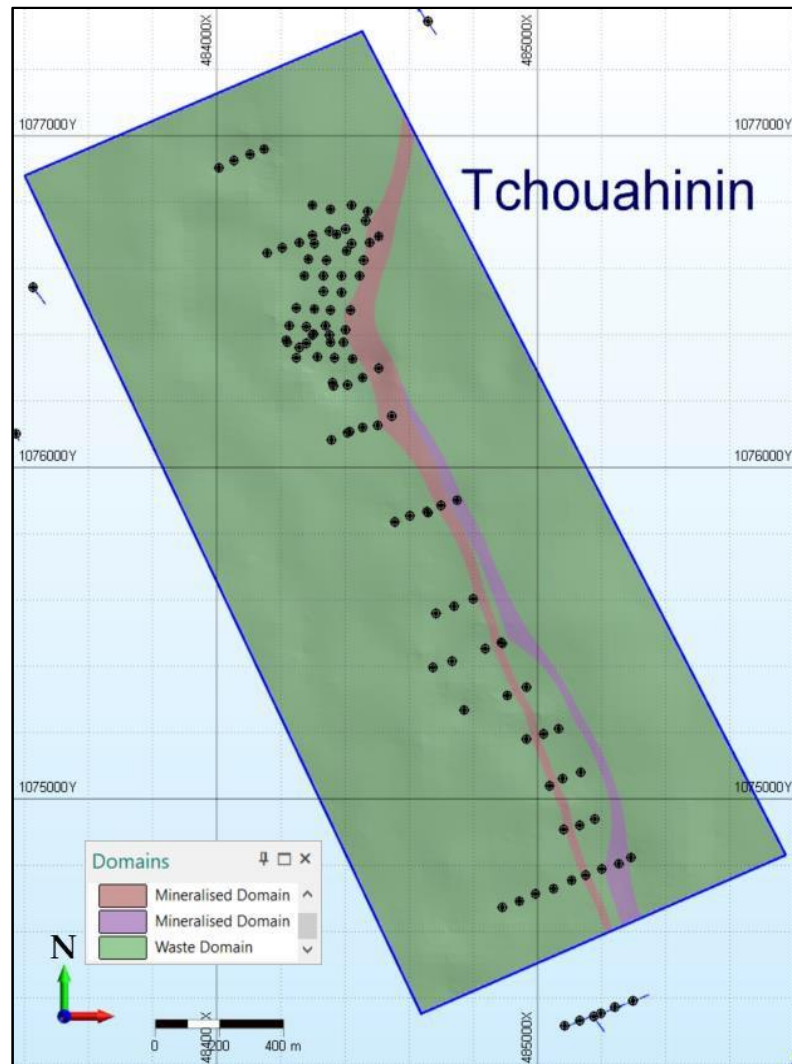 484000X
485000X
1077000Y
1077000Y
Tchouahinin
1076000Y
1076000Y
1075000Y
1075000Y
Domains
Mineralised Domain
Mineralised Domain
Waste Domain
N
0
200
400 m
485000X